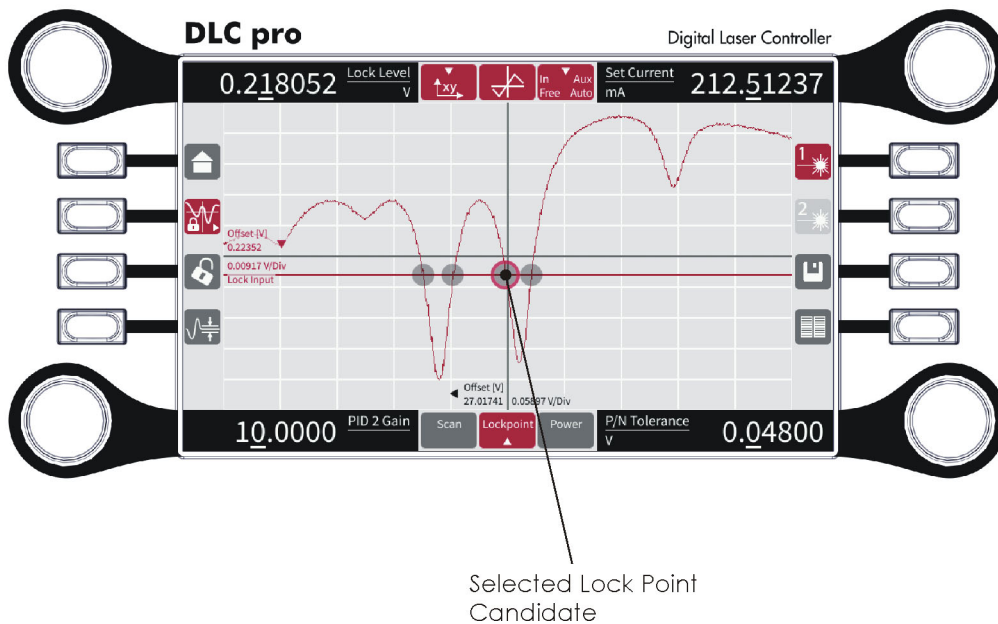 DLC pro
Digital Laser Controller
0.218052 Lock Level
V
xy
In Aux
Free Auto
Set Current
mA
212.51237
1
2
Offset [V]
0.22352
0.00917 V/Div
Lock Input
Offset [V]
27.01741 0.05897 V/Div
10.0000 PID 2 Gain
Scan
Lockpoint
Power
P/N Tolerance
V
0.04800
Selected Lock Point
Candidate